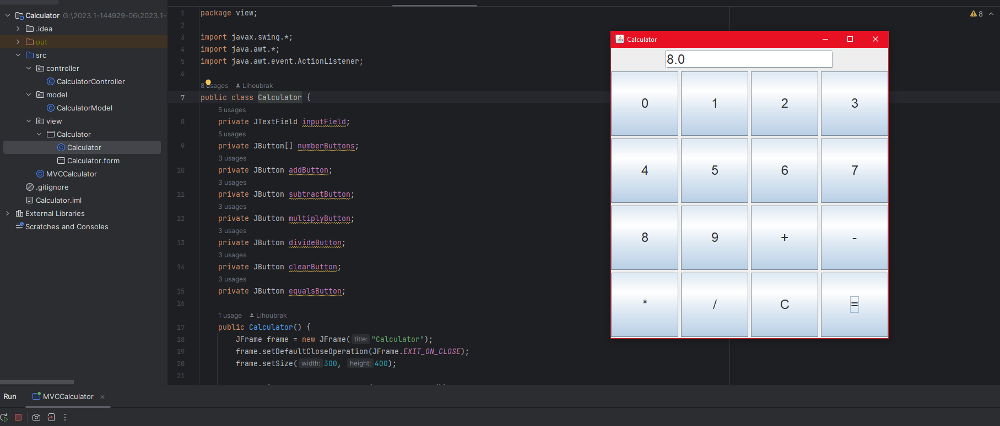 Calculator G:\2023.1-144929-06\2023.1-
.idea
out
src
controller
CalculatorController
model
CalculatorModel
view
Calculator
Calculator
Calculator.form
MVCCalculator
.gitignore
Calculator.iml
External Libraries
Scratches and Consoles
1 package view;
2
3 import javax.swing.*;
4 import java.awt.*;
5 import java.awt.event.ActionListener;
6
8 usages Lihoubrak
7 public class Calculator {
5 usages
8 private JTextField inputField;
5 usages
9 private JButton[] numberButtons;
3 usages
10 private JButton addButton;
3 usages
11 private JButton subtractButton;
3 usages
12 private JButton multiplyButton;
3 usages
13 private JButton divideButton;
3 usages
14 private JButton clearButton;
3 usages
15 private JButton equalsButton;
16
1 usage Lihoubrak
17 public Calculator() {
18 JFrame frame = new JFrame( title: "Calculator");
19 frame.setDefaultCloseOperation(JFrame.EXIT_ON_CLOSE);
20 frame.setSize( width: 300, height: 400);
21
8
Calculator
8.0
0 1 2 3
4 5 6 7
8 9 + -
* / C =
Run MVCCalculator